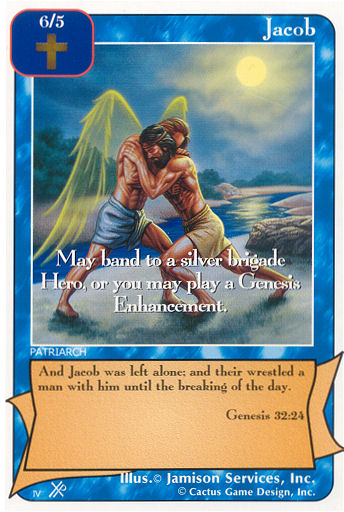 6/5
Jacob
May band to a silver brigade
Hero, or you may play a Genesis
Enhancement.
PATRIARCH
And Jacob was left alone; and their wrestled a
man with him until the breaking of the day.
Genesis 32:24
IV
Illus.© Jamison Services, Inc.
© Cactus Game Design, Inc.